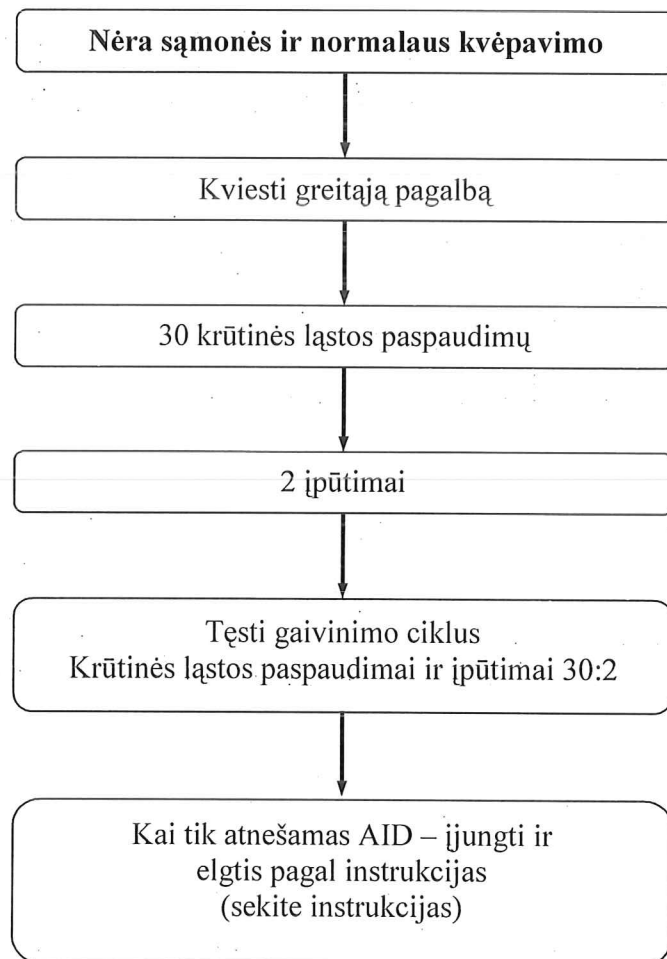 Nėra sąmonės ir normalaus kvėpavimo
Kviesti greitąją pagalbą
30 krūtinės ląstos paspaudimų
2 įpūtimai
Tęsti gaivinimo ciklus
Krūtinės ląstos paspaudimai ir įpūtimai 30:2
Kai tik atnešamas AID – įjungti ir
elgtis pagal instrukcijas
(sekite instrukcijas)